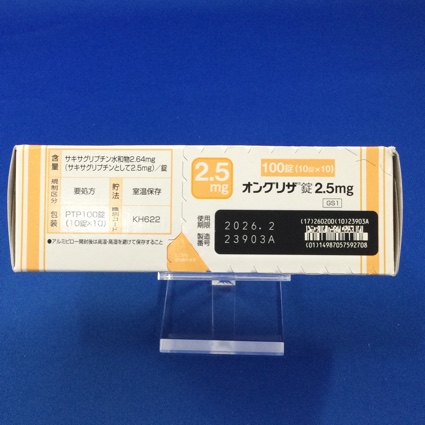 含量 サキサグリプチン水和物2.64mg
(サキサグリプチンとして2.5mg)/錠
規制区分 要処方 貯法 室温保存
包装 PTP100錠
(10錠×10) KH622
●アルミピロー開封後は高温・高湿を避けて保存すること
2.5
mg
100錠(10錠×10)
オングリザ錠2.5mg
GS1
使用期限 2026.2
製造番号 23903A
(17)260200(10)23903A
(01)14987057592708